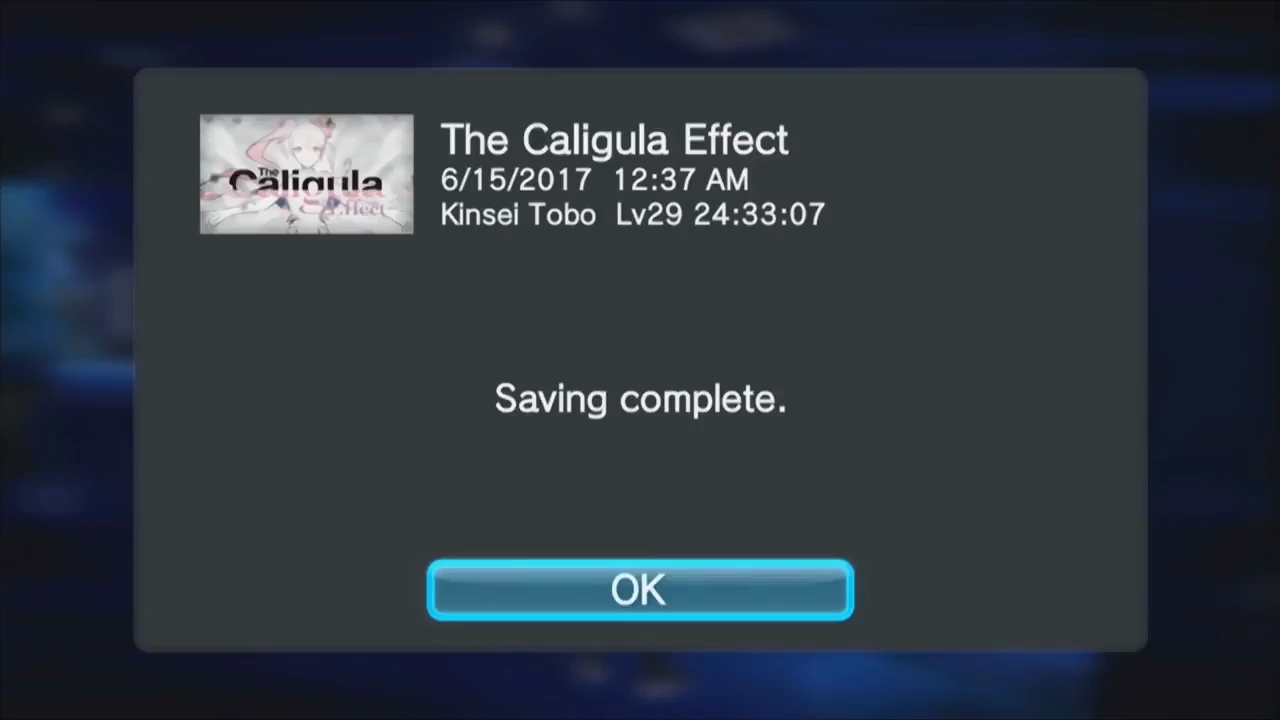 The
Caligula
Effect
The Caligula Effect
6/15/2017 12:37 AM
Kinsei Tobo Lv29 24:33:07
Saving complete.
OK